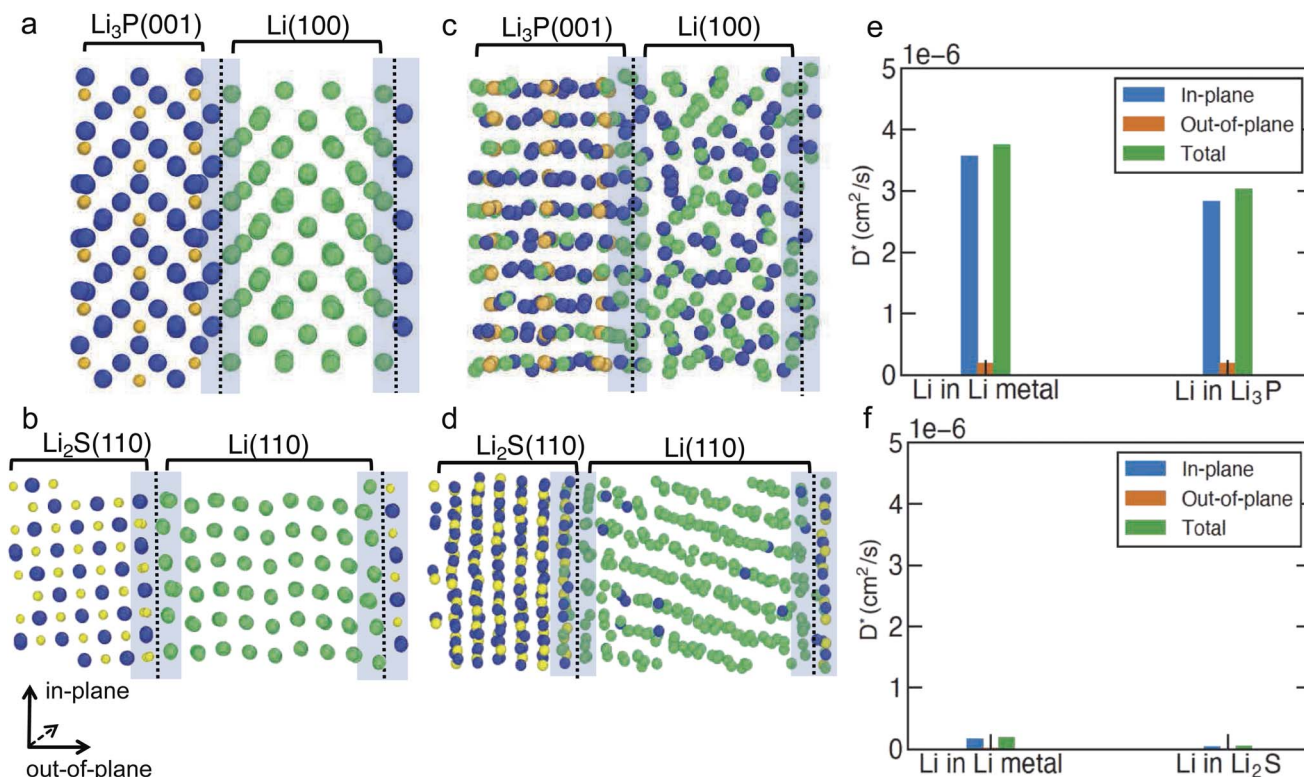 a
Li₃P(001)
Li(100)
c
Li₃P(001)
Li(100)
e
1e-6
5
4
3
2
1
0
D* (cm²/s)
In-plane
Out-of-plane
Total
Li in Li metal
Li in Li₃P
b
Li₂S(110)
Li(110)
d
Li₂S(110)
Li(110)
f
1e-6
5
4
3
2
1
0
D* (cm²/s)
In-plane
Out-of-plane
Total
Li in Li metal
Li in Li₂S
in-plane
out-of-plane